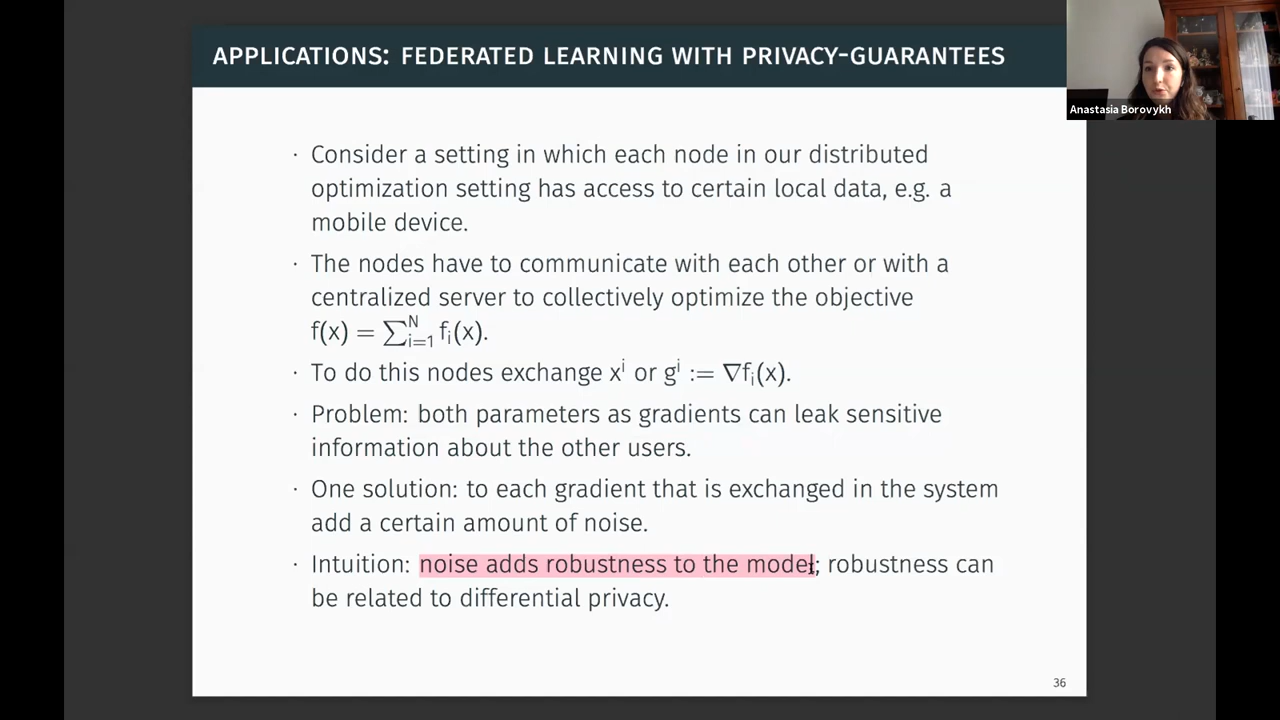 APPLICATIONS: FEDERATED LEARNING WITH PRIVACY-GUARANTEES
Anastasia Borovykh
· Consider a setting in which each node in our distributed
optimization setting has access to certain local data, e.g. a
mobile device.
· The nodes have to communicate with each other or with a
centralized server to collectively optimize the objective
f(x) = ∑ᴺᵢ₌₁ fᵢ(x).
· To do this nodes exchange xⁱ or gⁱ := ∇fᵢ(x).
· Problem: both parameters as gradients can leak sensitive
information about the other users.
· One solution: to each gradient that is exchanged in the system
add a certain amount of noise.
· Intuition: noise adds robustness to the model; robustness can
be related to differential privacy.
36